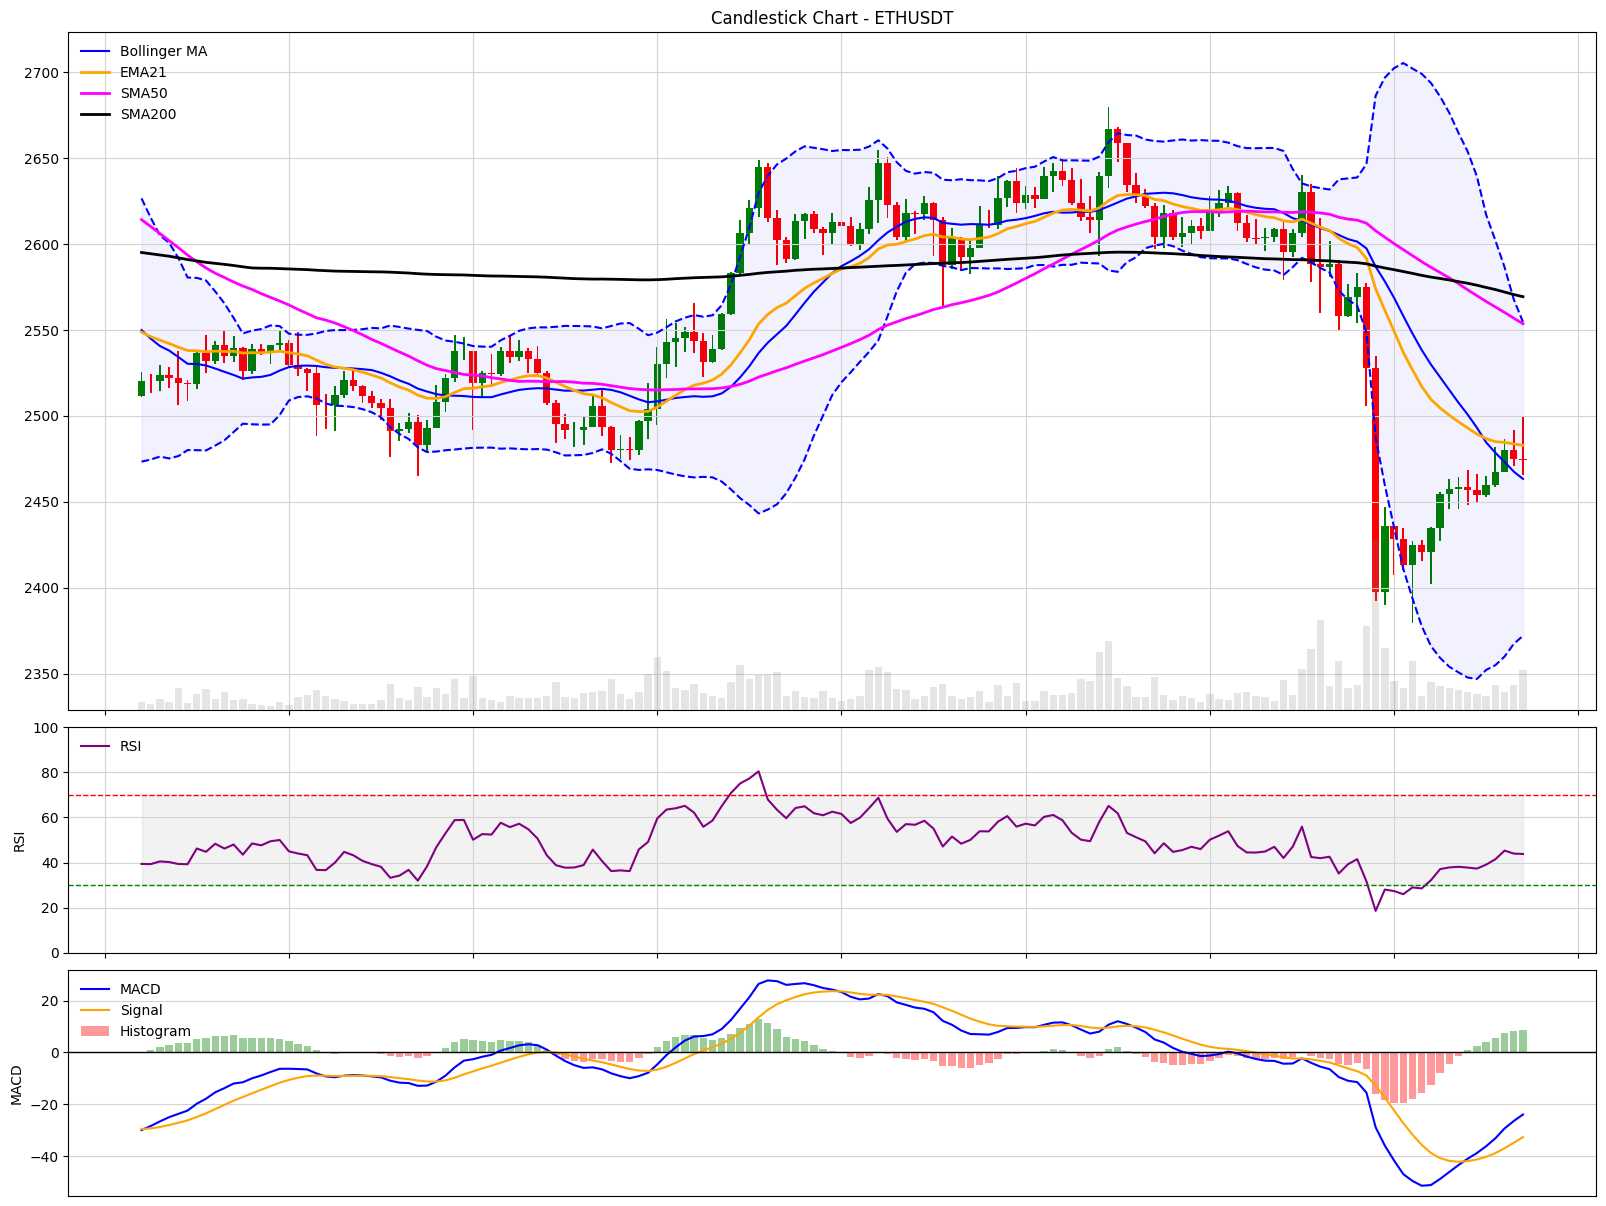 Candlestick Chart - ETHUSDT
Bollinger MA
EMA21
SMA50
SMA200
2700
2650
2600
2550
2500
2450
2400
2350
100
80
60
40
20
0
RSI
RSI
20
0
−20
−40
MACD
MACD
Signal
Histogram